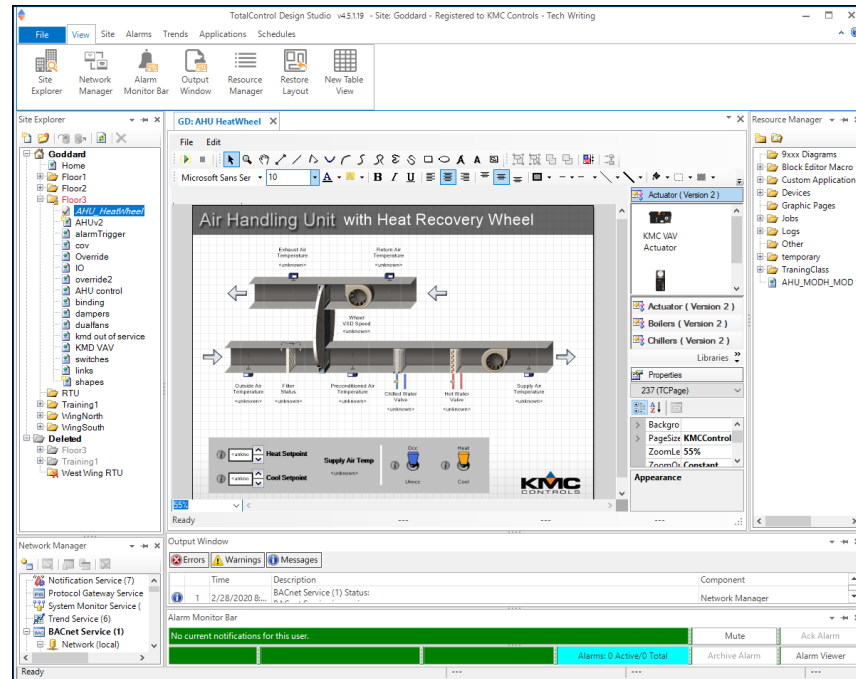 TotalControl Design Studio v4.5.1.19 - Site: Goddard - Registered to KMC Controls - Tech Writing
File View Site Alarms Trends Applications Schedules
Site Explorer
Network Manager
Alarm Monitor Bar
Output Window
Resource Manager
Restore Layout
New Table View
Site Explorer
Goddard
Home
Floor1
Floor2
Floor3
AHU_HeatWheel
AHUv2
alarmTrigger
cov
Override
IO
override2
AHU control
binding
dampers
dualfans
kmd out of service
KMD VAV
switches
links
shapes
RTU
Training1
WingNorth
WingSouth
Deleted
Floor3
Training1
West Wing RTU
GD: AHU HeatWheel
File Edit
Microsoft Sans Ser 10 A B I U
Air Handling Unit with Heat Recovery Wheel
Exhaust Air
Temperature
<unknown>
Return Air
Temperature
<unknown>
Wheel
VSD Speed
<unknown>
Outside Air
Temperature
<unknown>
Filter
Status
<unknown>
Preconditioned Air
Temperature
<unknown>
Chilled Water
Valve
<unknown>
Hot Water
Valve
<unknown>
Supply Air
Temperature
<unknown>
Heat Setpoint
Cool Setpoint
Supply Air Temp
<unknown>
Occ
Unocc
Heat
Cool
KMC
CONTROLS
55%
Ready --- --- ---
Actuator ( Version 2 )
KMC VAV
Actuator
Actuator ( Version 2 )
Boilers ( Version 2 )
Chillers ( Version 2 )
Libraries
Properties
237 (TCPage)
Backgro
PageSize KMCControl
ZoomLe 55%
ZoomO Constant
Appearance
Resource Manager
9xxx Diagrams
Block Editor Macro
Custom Application
Devices
Graphic Pages
Jobs
Logs
Other
temporary
TraningClass
AHU_MODH_MOD
Network Manager
Notification Service (7)
Protocol Gateway Service
System Monitor Service (
Trend Service (6)
BACnet Service (1)
Network (local)
Output Window
Errors Warnings Messages
Time Description Component
1 2/28/2020 8:... BACnet Service (1) Status: Network Manager
Alarm Monitor Bar
No current notifications for this user. Mute Ack Alarm
Alarms: 0 Active/0 Total Archive Alarm Alarm Viewer
Ready --- --- ---